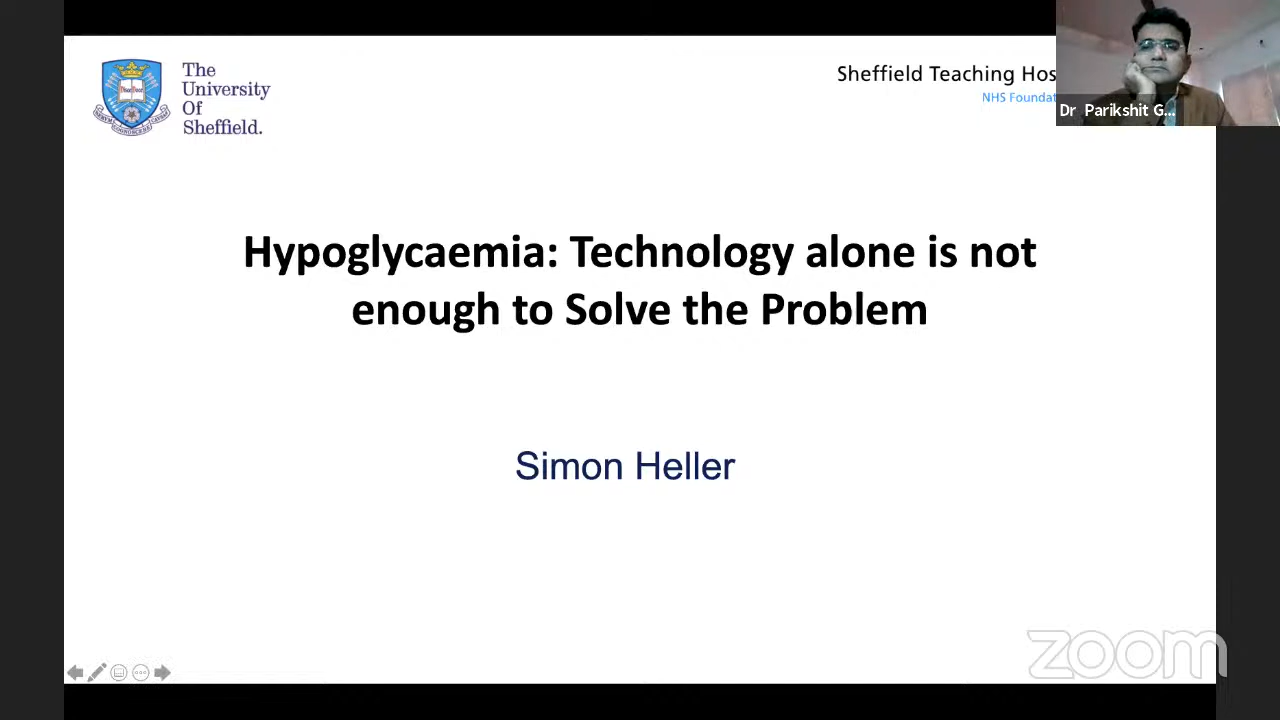 The
University
Of
Sheffield.
Sheffield Teaching Hos
NHS Foundat
Dr Parikshit G...
Hypoglycaemia: Technology alone is not
enough to Solve the Problem
Simon Heller
zoom